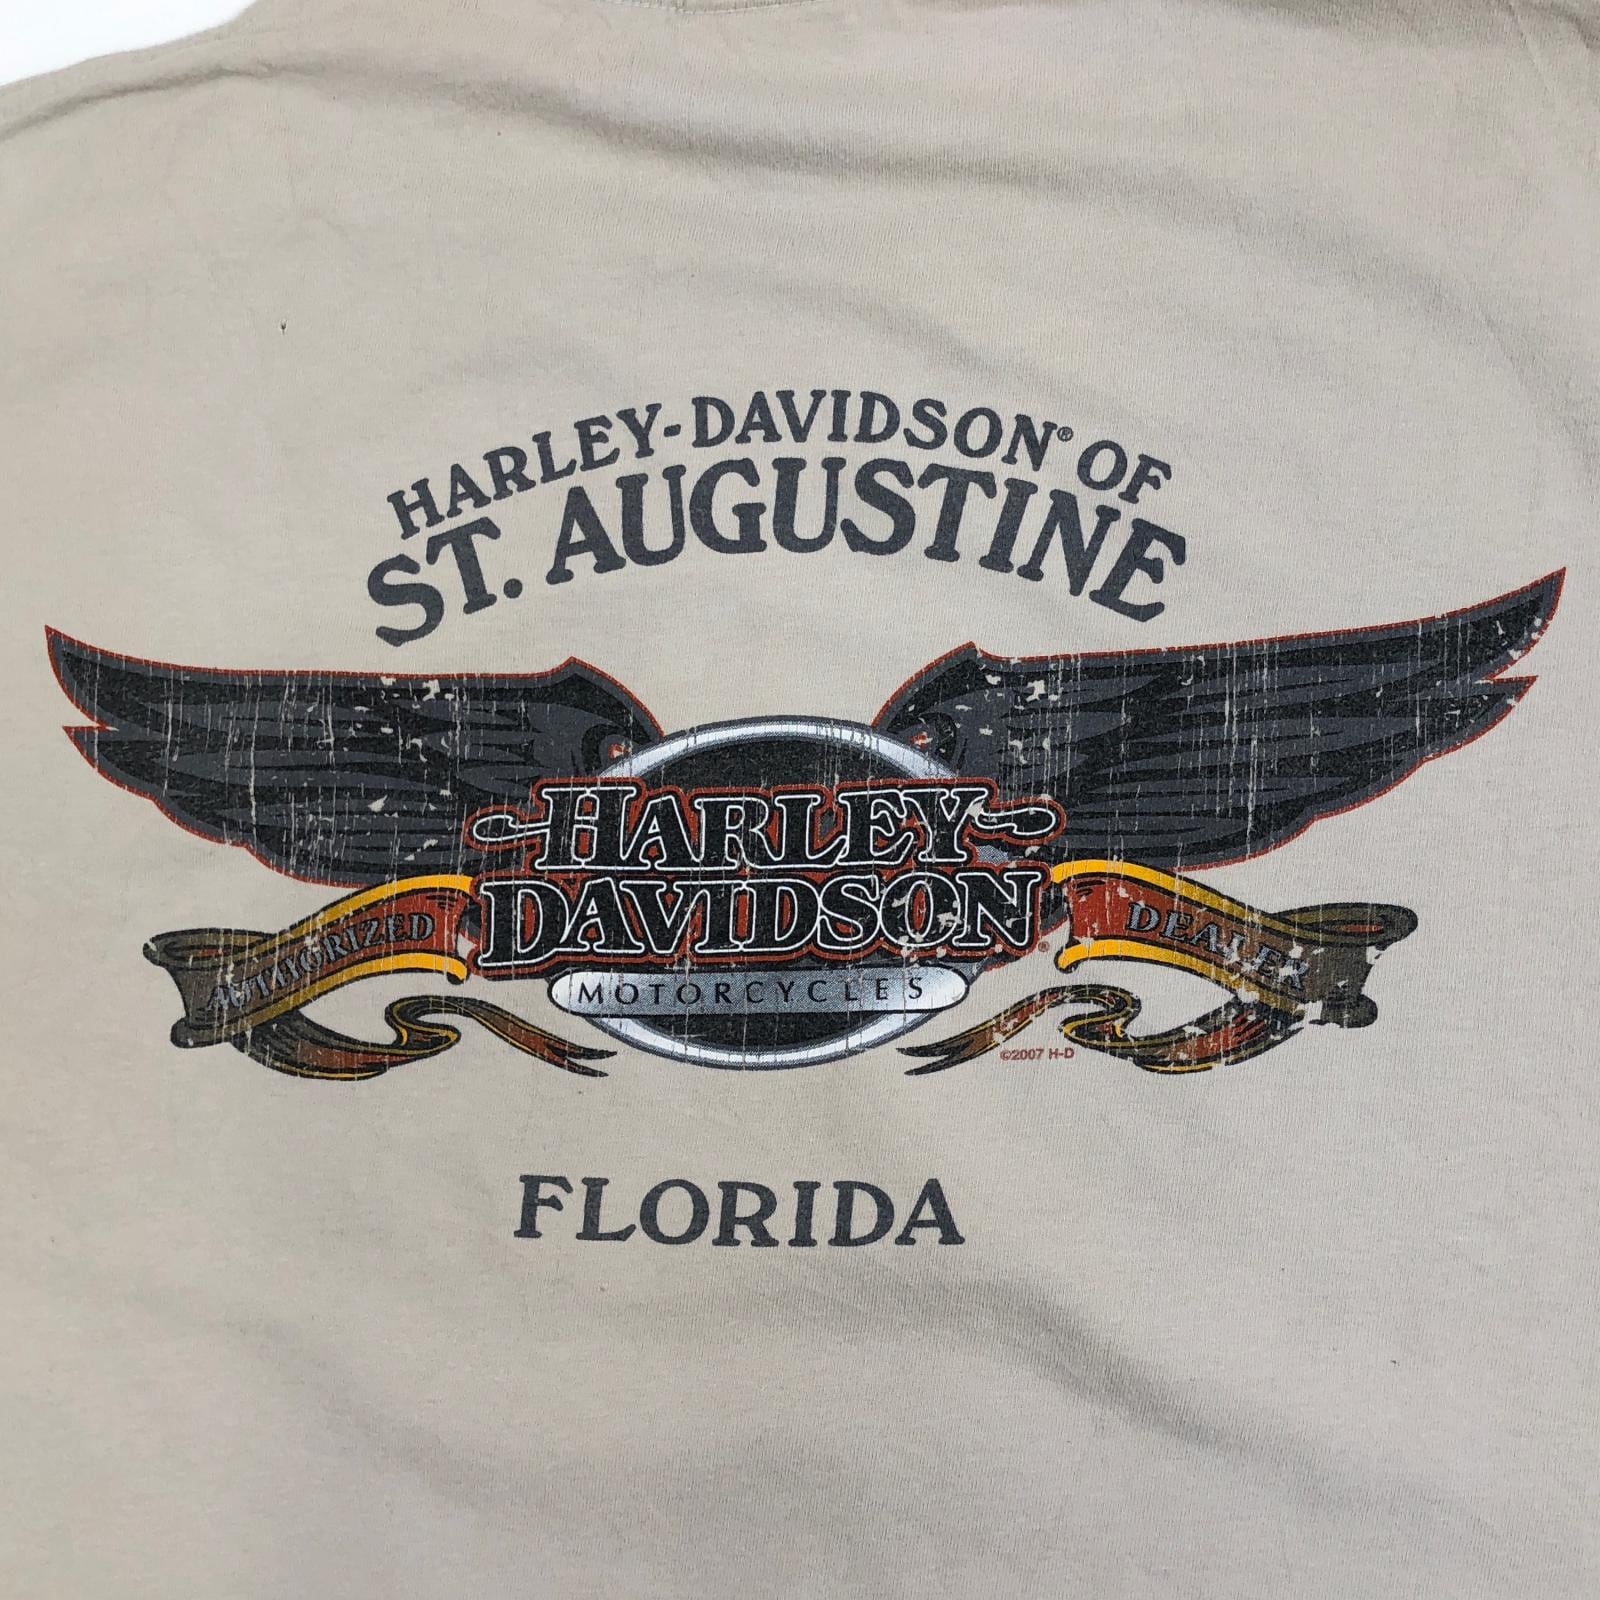 HARLEY-DAVIDSON® OF
ST. AUGUSTINE
HARLEY-DAVIDSON®
AUTHORIZED DEALER
MOTORCYCLES
©2007 H-D
FLORIDA